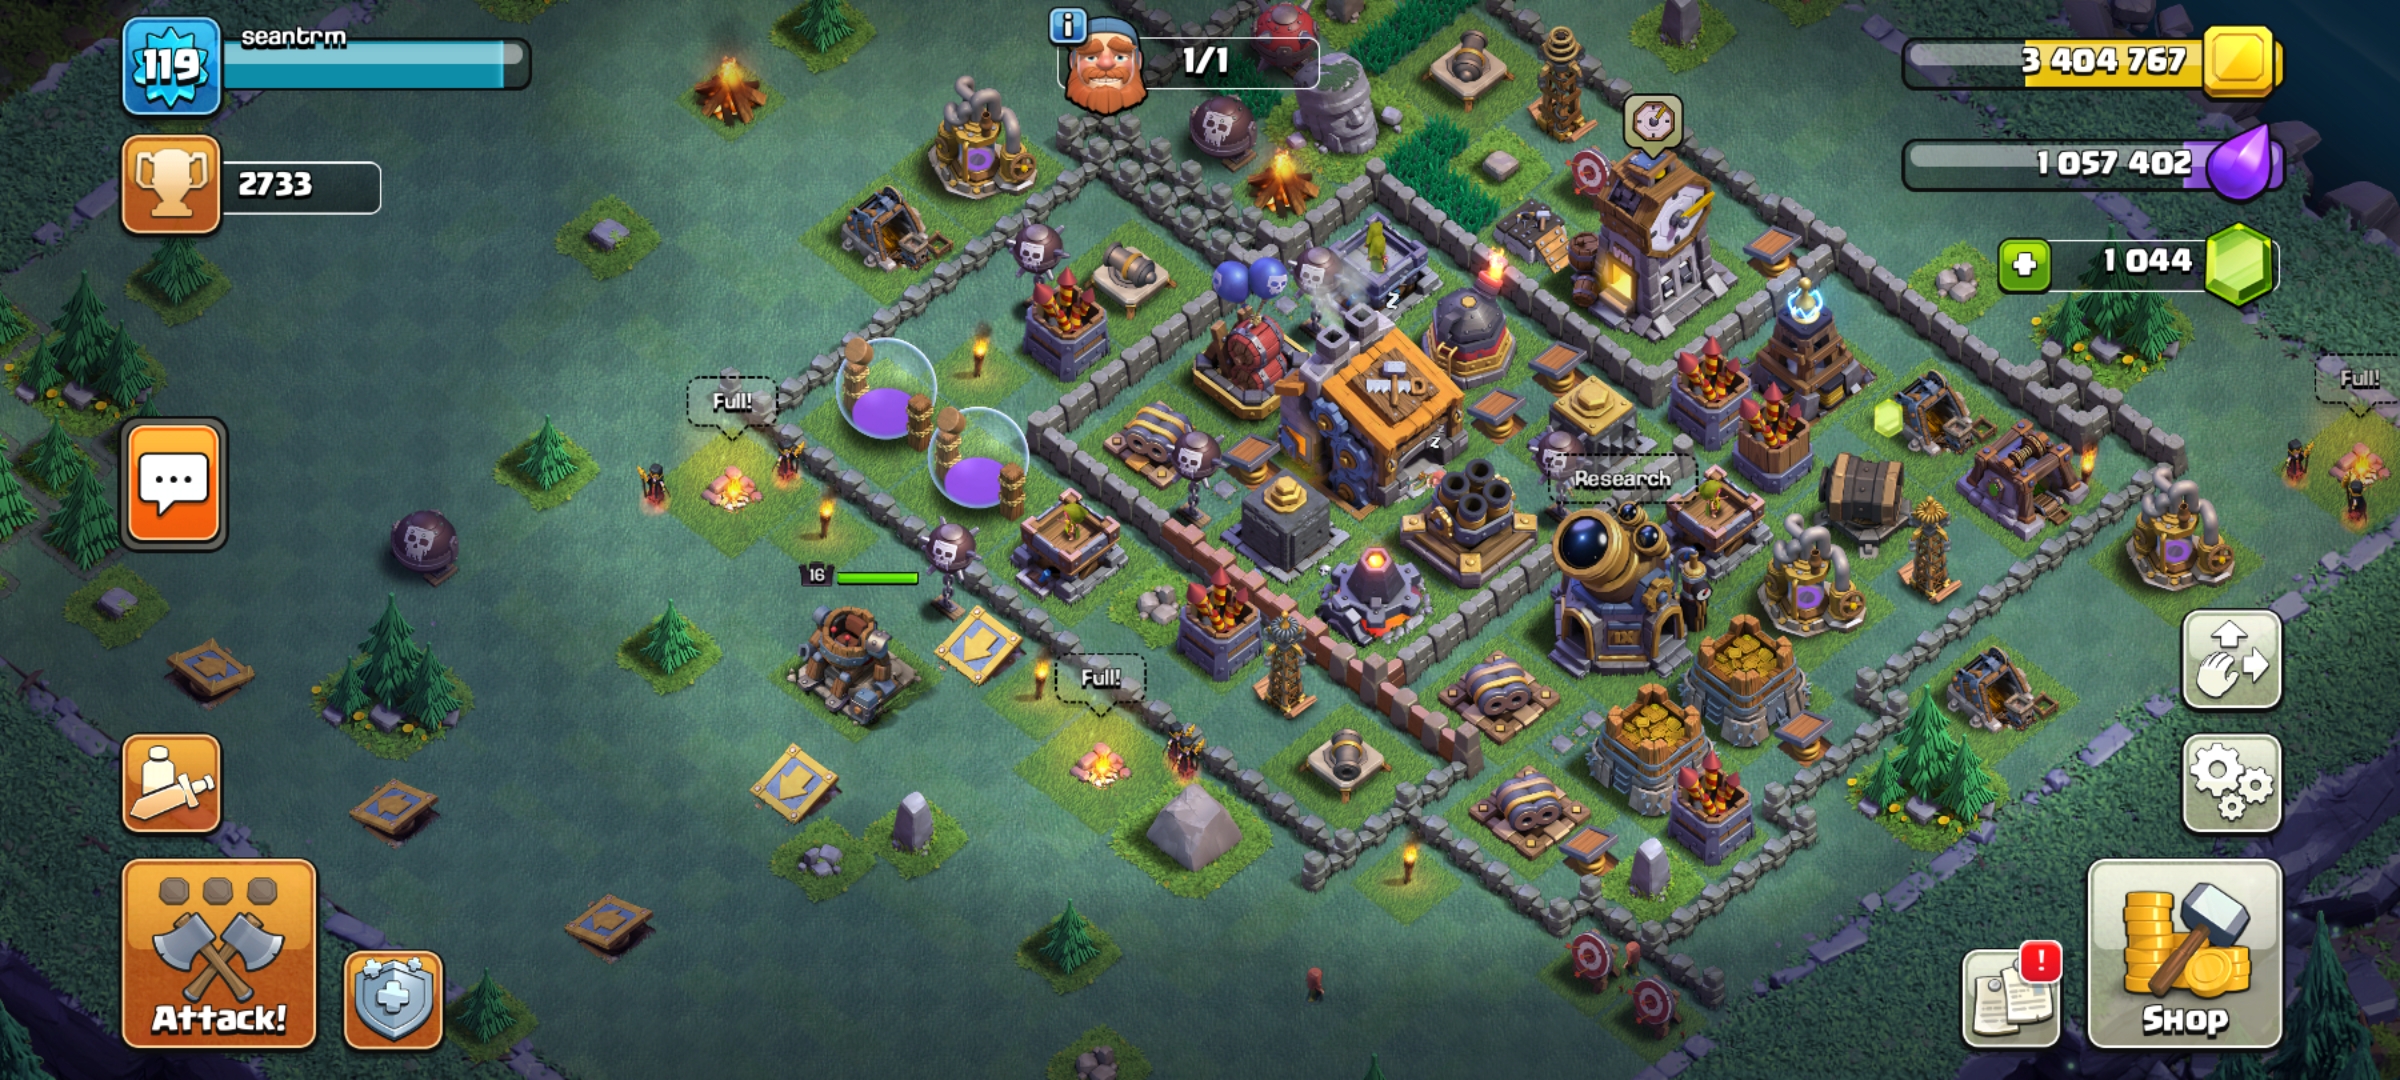 119
seantrm
1/1
3 404 767
2733
1 057 402
1 044
Full!
Full!
Research
16
Full!
Attack!
!
Shop